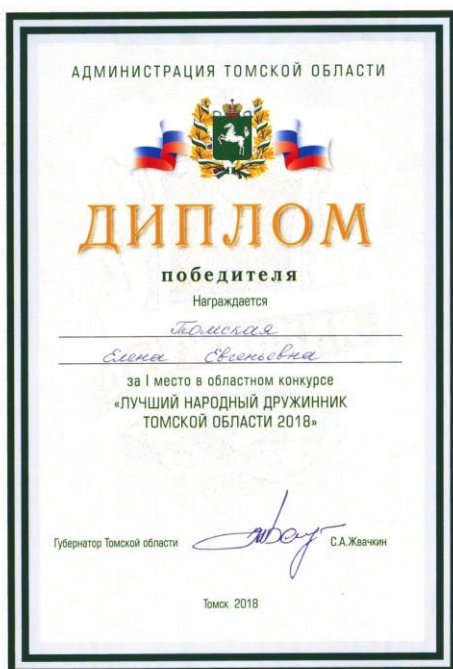 АДМИНИСТРАЦИЯ ТОМСКОЙ ОБЛАСТИ
ДИПЛОМ
победителя
Награждается
Томская
Елена Евгеньевна
за I место в областном конкурсе
«ЛУЧШИЙ НАРОДНЫЙ ДРУЖИННИК
ТОМСКОЙ ОБЛАСТИ 2018»
Губернатор Томской области С.А.Жвачкин
Томск 2018